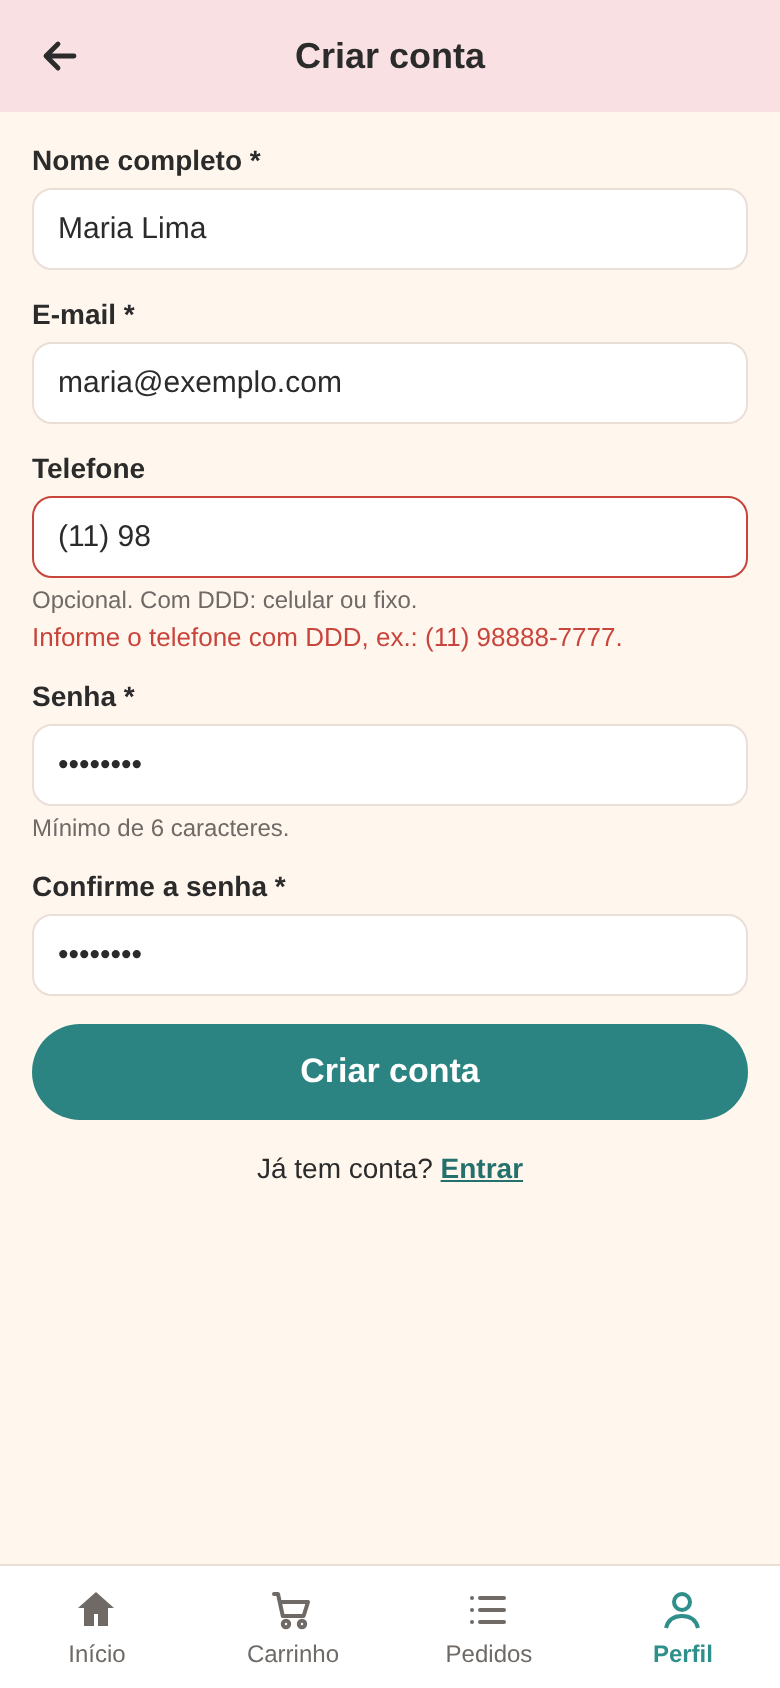 Criar conta
Nome completo *
Maria Lima
E-mail *
maria@exemplo.com
Telefone
(11) 98
Opcional. Com DDD: celular ou fixo.
Informe o telefone com DDD, ex.: (11) 98888-7777.
Senha *
••••••••
Mínimo de 6 caracteres.
Confirme a senha *
••••••••
Criar conta
Já tem conta? Entrar
Início Carrinho Pedidos Perfil